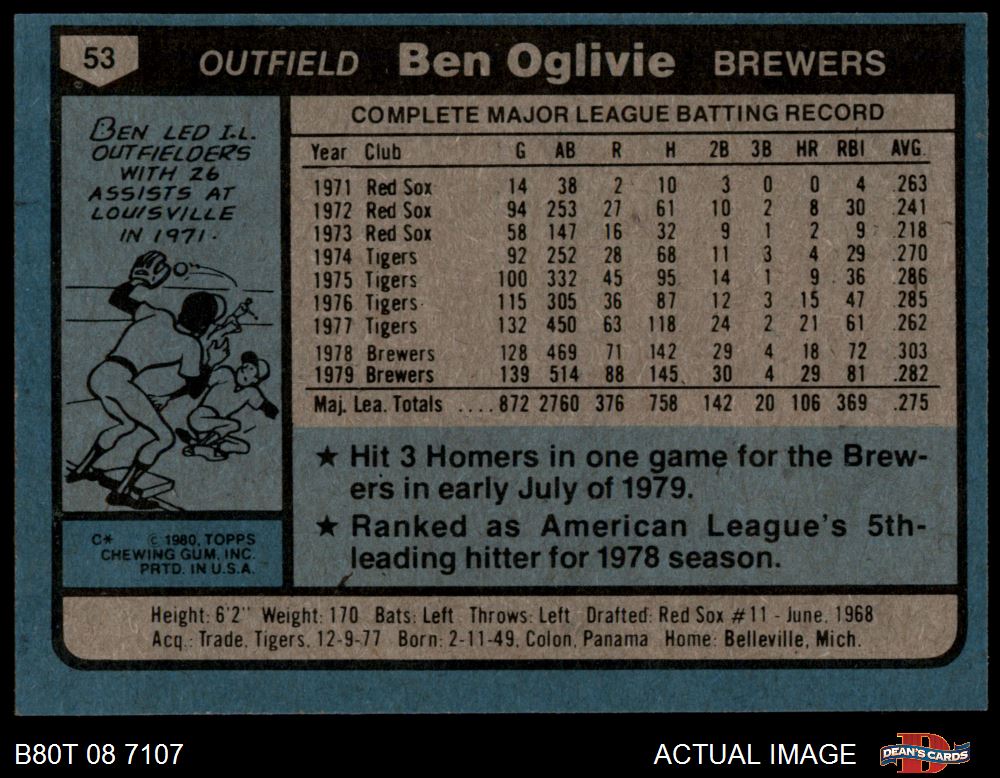 53 OUTFIELD Ben Oglivie BREWERS
BEN LED I.L.
OUTFIELDERS
WITH 26
ASSISTS AT
LOUISVILLE
IN 1971.
COMPLETE MAJOR LEAGUE BATTING RECORD
Year Club G AB R H 2B 3B HR RBI AVG.
1971 Red Sox 14 38 2 10 3 0 0 4 .263
1972 Red Sox 94 253 27 61 10 2 8 30 .241
1973 Red Sox 58 147 16 32 9 1 2 9 .218
1974 Tigers 92 252 28 68 11 3 4 29 .270
1975 Tigers 100 332 45 95 14 1 9 36 .286
1976 Tigers 115 305 36 87 12 3 15 47 .285
1977 Tigers 132 450 63 118 24 2 21 61 .262
1978 Brewers 128 469 71 142 29 4 18 72 .303
1979 Brewers 139 514 88 145 30 4 29 81 .282
Maj. Lea. Totals .... 872 2760 376 758 142 20 106 369 .275
★ Hit 3 Homers in one game for the Brew-
ers in early July of 1979.
★ Ranked as American League's 5th-
leading hitter for 1978 season.
C* © 1980, TOPPS
CHEWING GUM, INC.
PRTD. IN U.S.A.
Height: 6'2" Weight: 170 Bats: Left Throws: Left Drafted: Red Sox #11 - June, 1968
Acq.: Trade, Tigers, 12-9-77 Born: 2-11-49, Colon, Panama Home: Belleville, Mich.
B80T 08 7107 ACTUAL IMAGE D DEAN'S CARDS